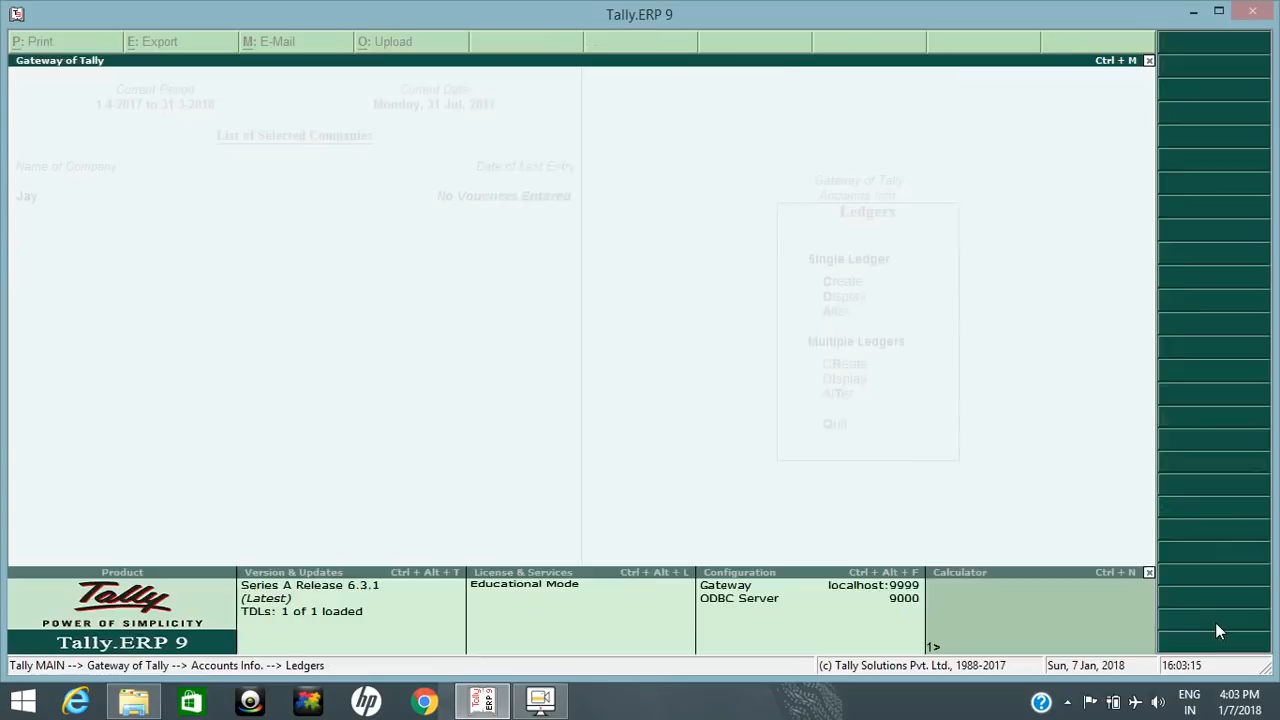 Tally.ERP 9
P: Print
E: Export
M: E-Mail
O: Upload
Gateway of Tally
Ctrl + M
Current Period
1-4-2017 to 31-3-2018
Current Date
Monday, 31 Jul, 2017
List of Selected Companies
Name of Company
Date of Last Entry
Jay
No Vouchers Entered
Gateway of Tally
Accounts Info.
Ledgers
Single Ledger
Create
Display
Alter
Multiple Ledgers
CReate
DIsplay
AlTer
Quit
Product
Tally
POWER OF SIMPLICITY
Tally.ERP 9
Version & Updates
Ctrl + Alt + T
Series A Release 6.3.1
(Latest)
TDLs: 1 of 1 loaded
License & Services
Ctrl + Alt + L
Educational Mode
Configuration
Ctrl + Alt + F
Gateway
localhost:9999
ODBC Server
9000
Calculator
Ctrl + N
1>
Tally MAIN --> Gateway of Tally --> Accounts Info. --> Ledgers
(c) Tally Solutions Pvt. Ltd., 1988-2017
Sun, 7 Jan, 2018
16:03:15
Tally
ERP 9
ENG
IN
4:03 PM
1/7/2018